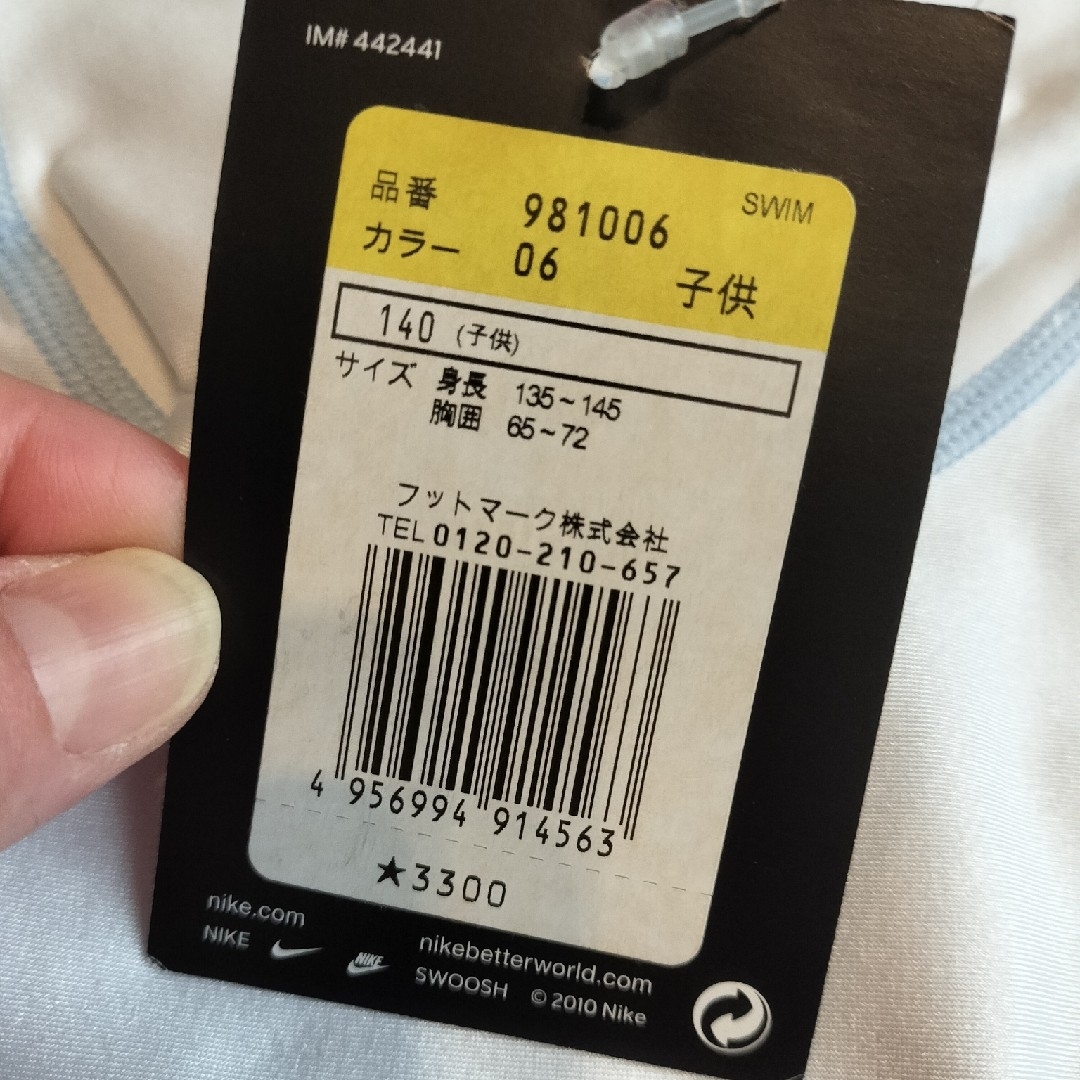 IM# 442441
品番 981006 SWIM
カラー 06 子供
140 (子供)
サイズ 身長 135~145
胸囲 65~72
フットマーク株式会社
TEL 0120-210-657
4 956994 914563
★3300
nike.com
NIKE NIKE
nikebetterworld.com
SWOOSH © 2010 Nike